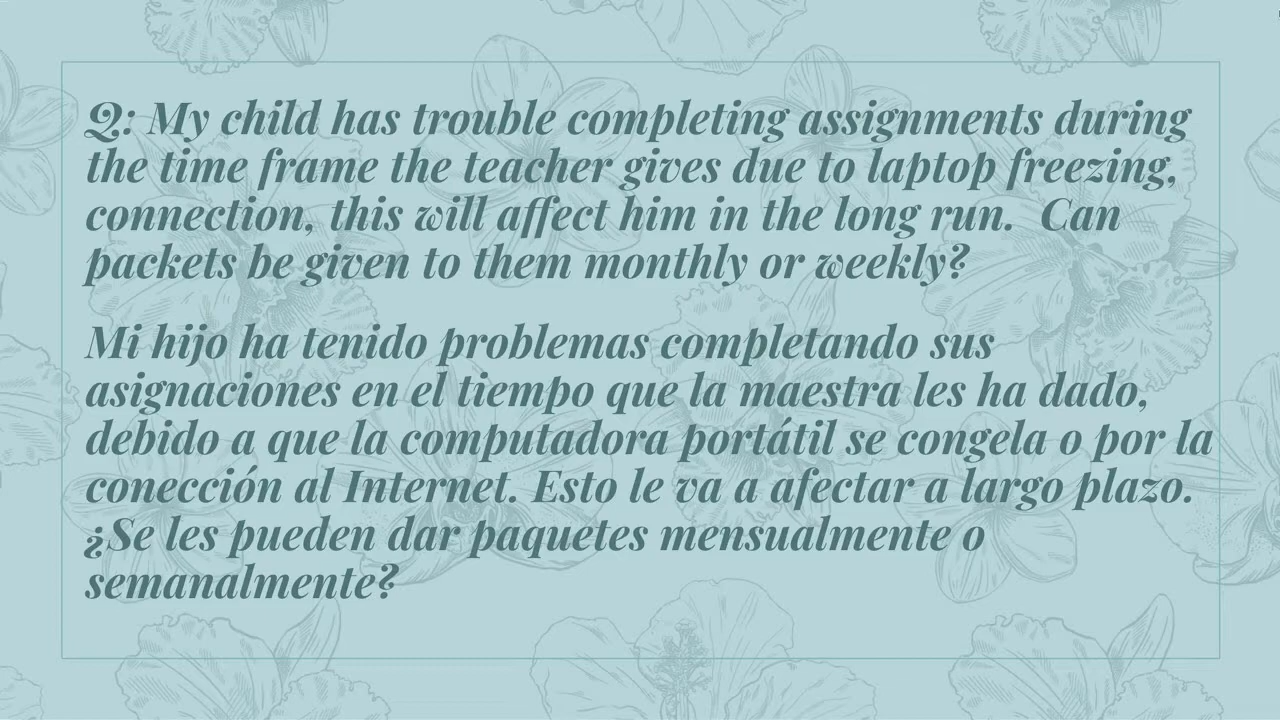 Q: My child has trouble completing assignments during
the time frame the teacher gives due to laptop freezing,
connection, this will affect him in the long run.  Can
packets be given to them monthly or weekly?
Mi hijo ha tenido problemas completando sus
asignaciones en el tiempo que la maestra les ha dado,
debido a que la computadora portátil se congela o por la
conección al Internet. Esto le va a afectar a largo plazo.
¿Se les pueden dar paquetes mensualmente o
semanalmente?